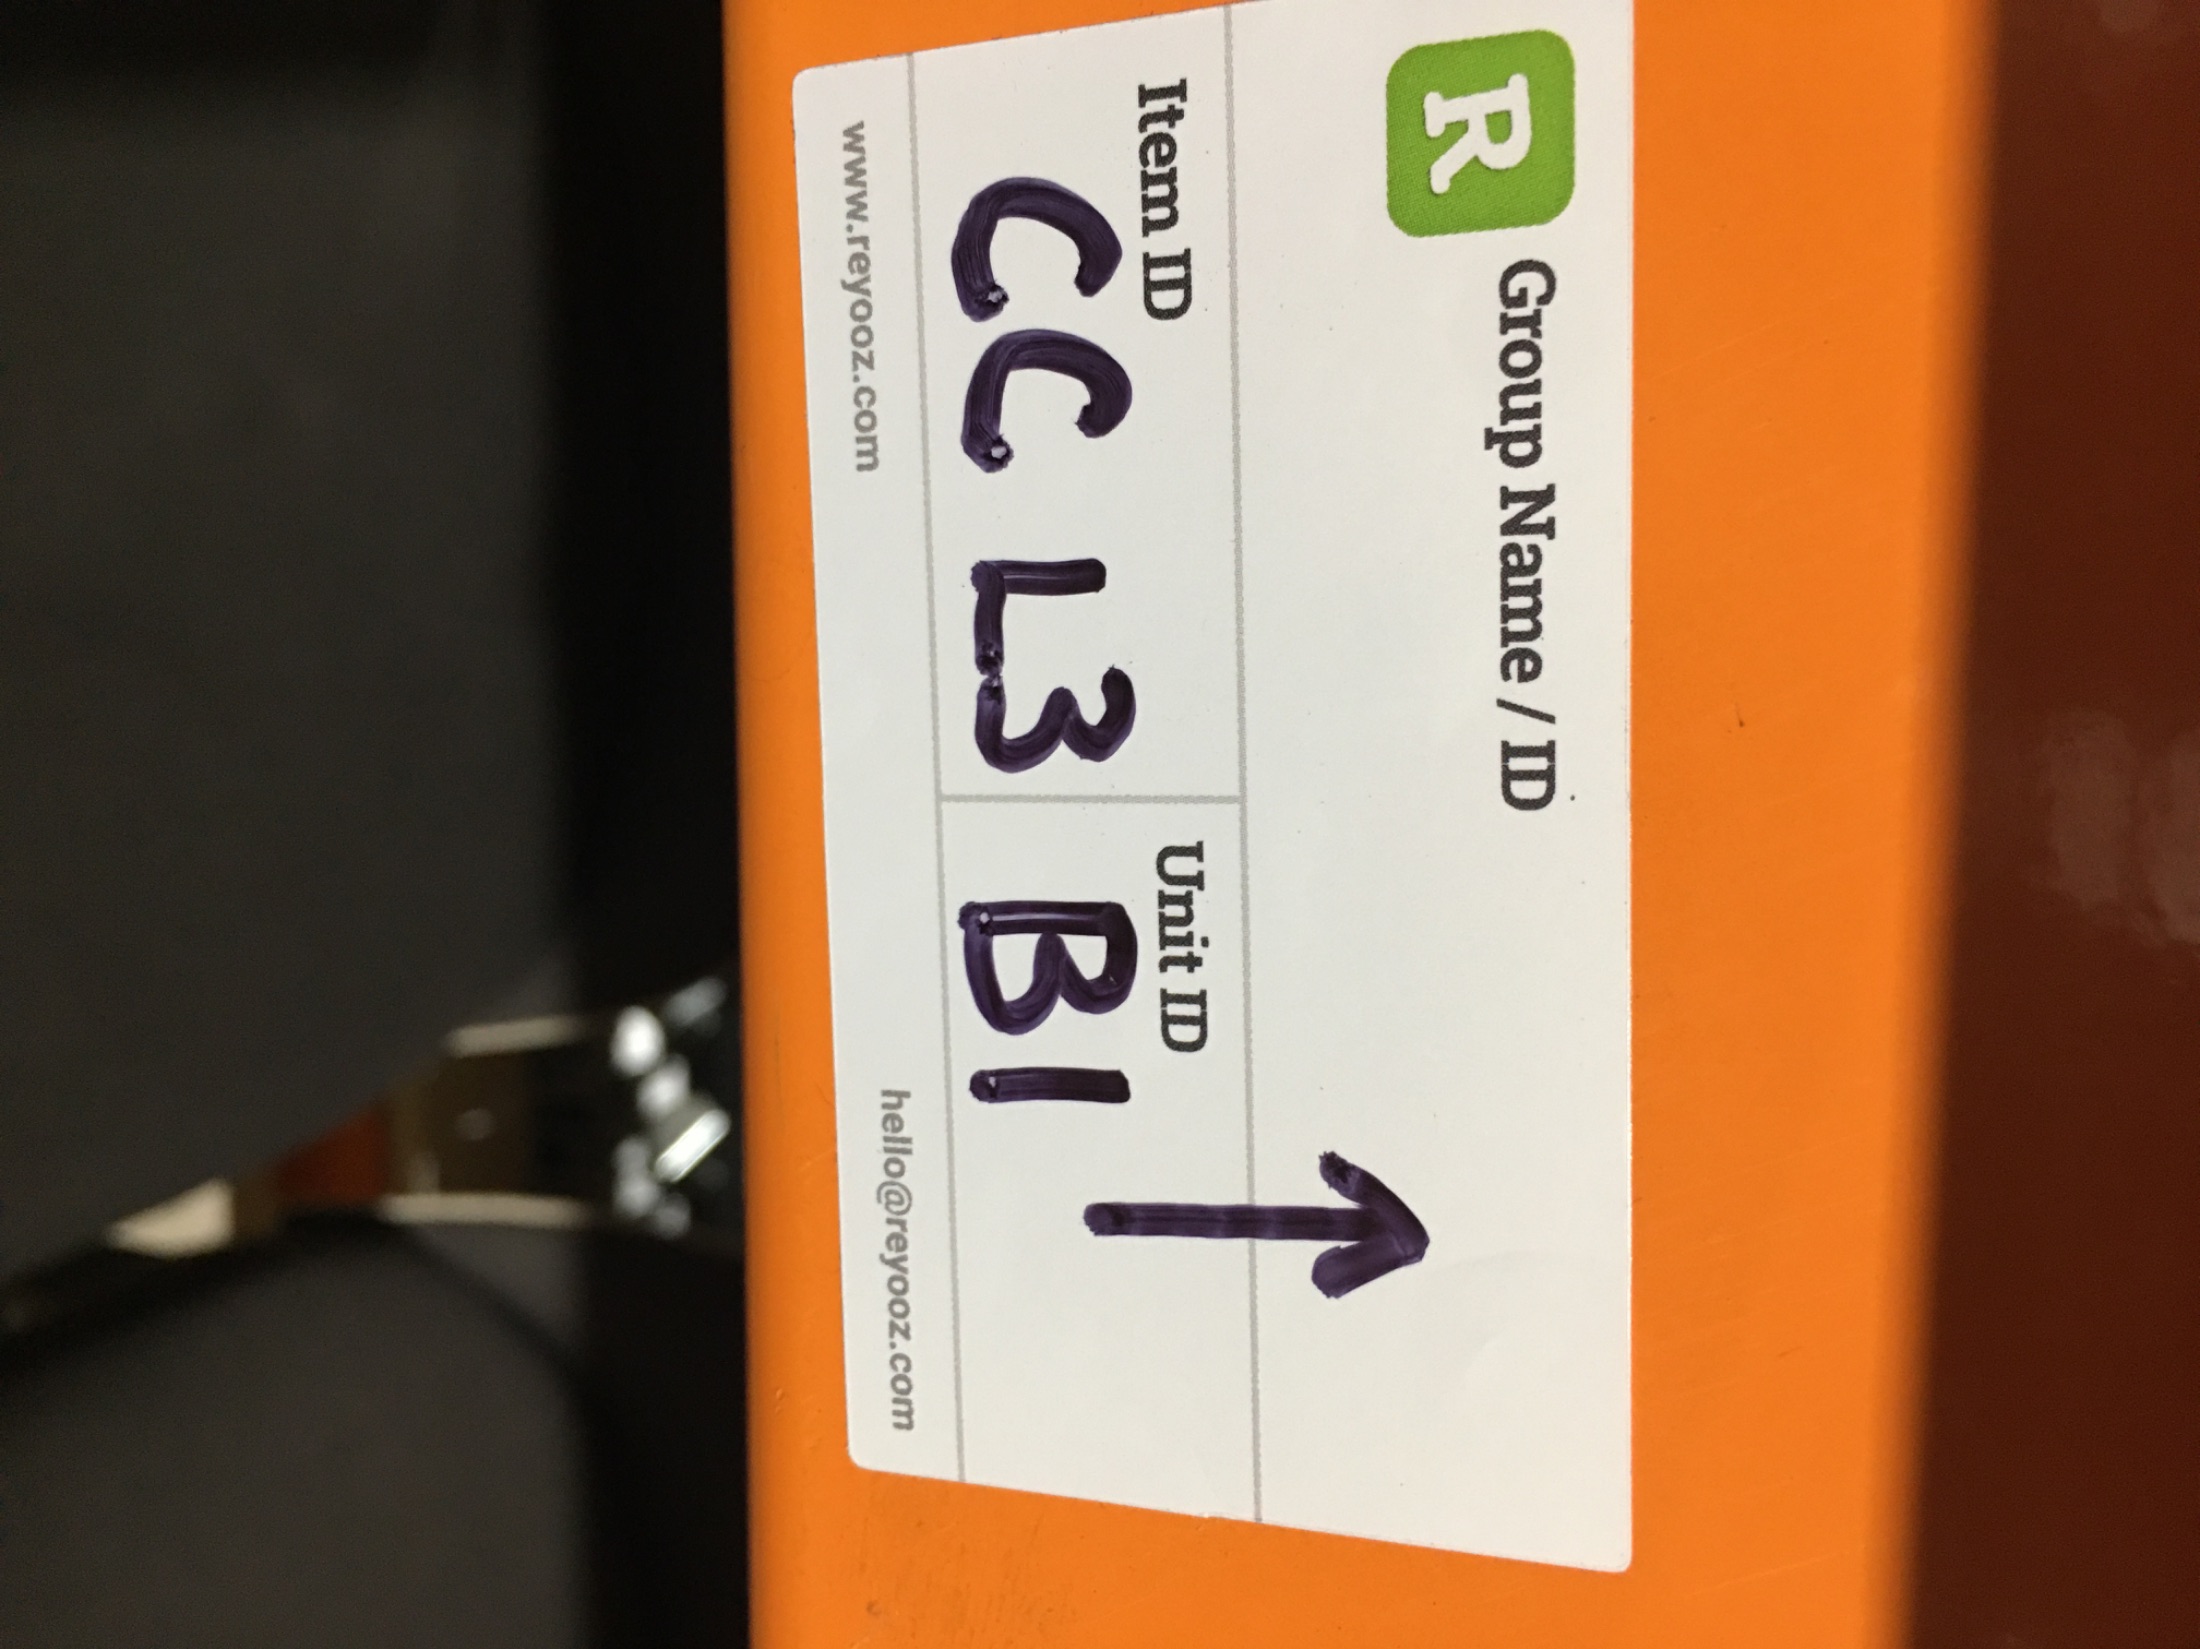 R Group Name / ID
Item ID Unit ID
CC L3 B1
www.reyooz.com hello@reyooz.com